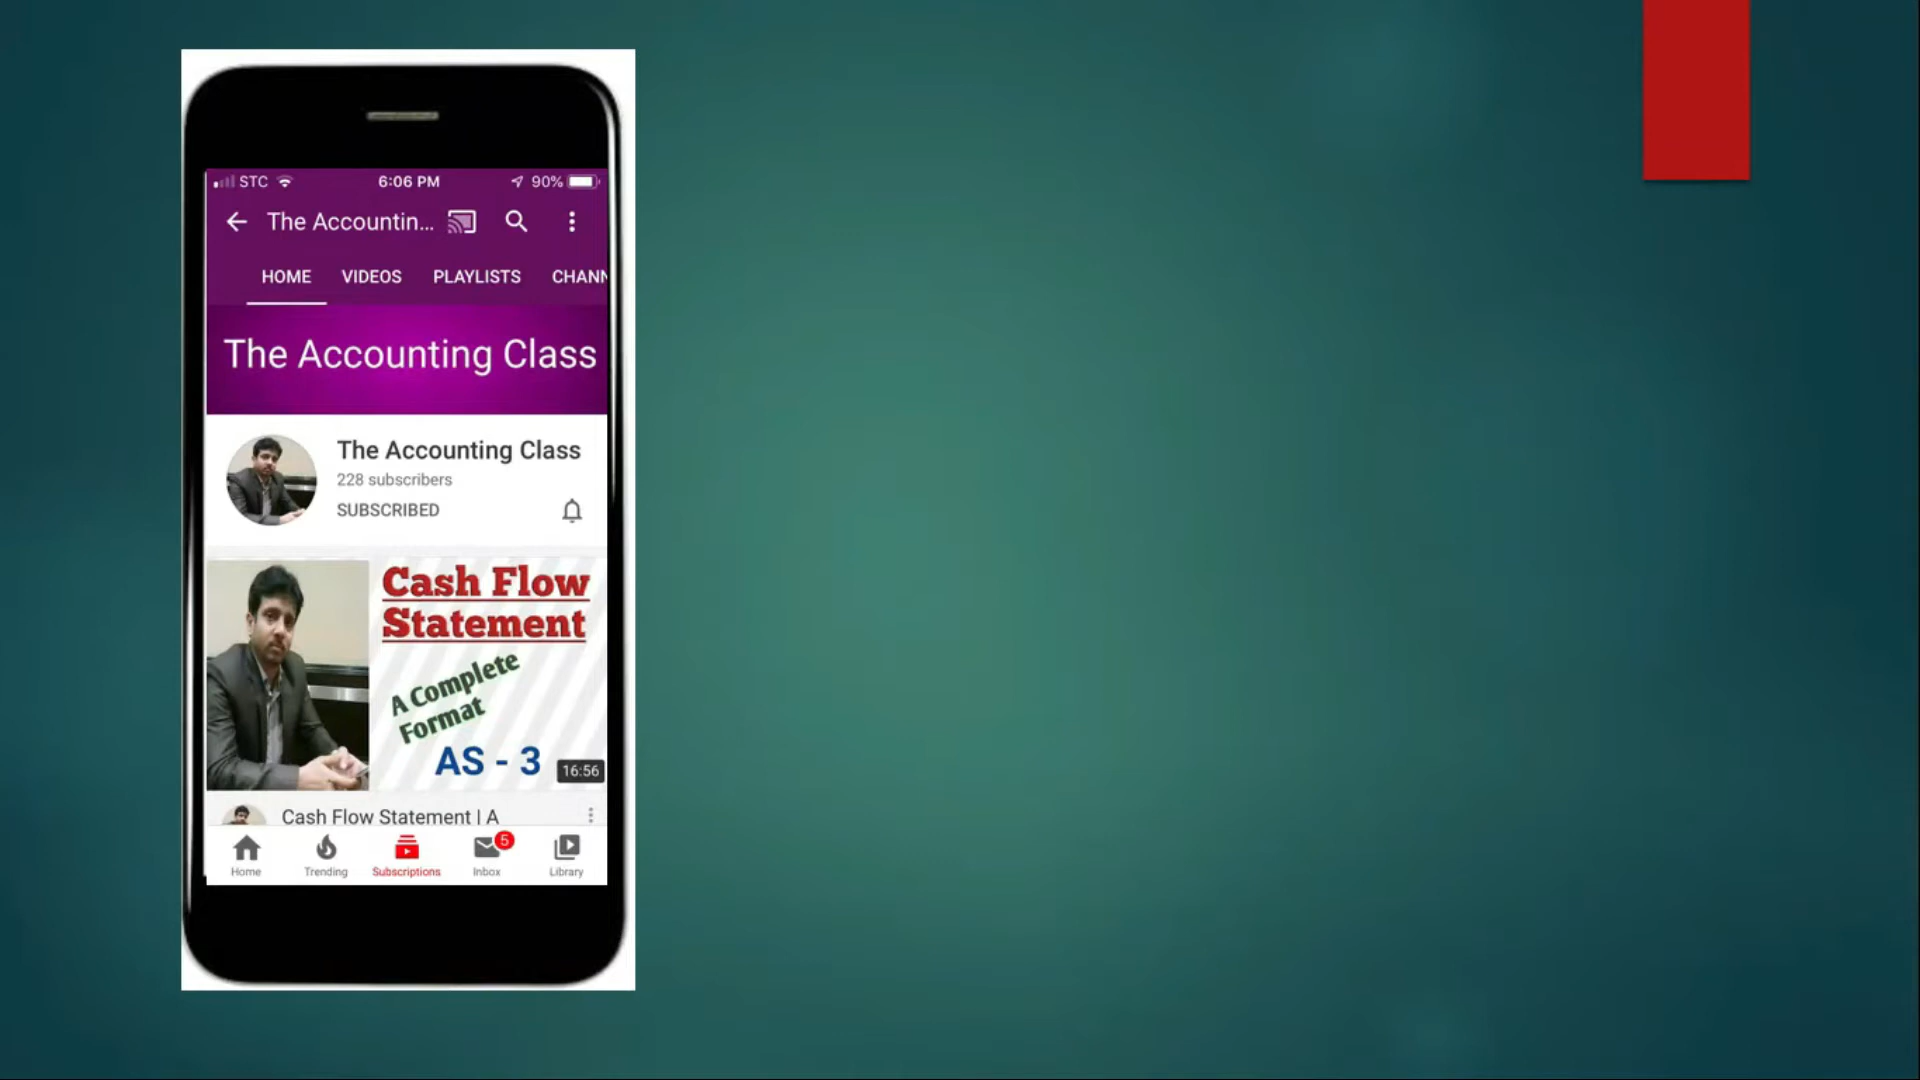 STC 6:06 PM 90%
The Accountin...
HOME VIDEOS PLAYLISTS CHANN
The Accounting Class
The Accounting Class
228 subscribers
SUBSCRIBED
Cash Flow
Statement
A Complete
Format
AS - 3
16:56
Cash Flow Statement | A
5
Home Trending Subscriptions Inbox Library